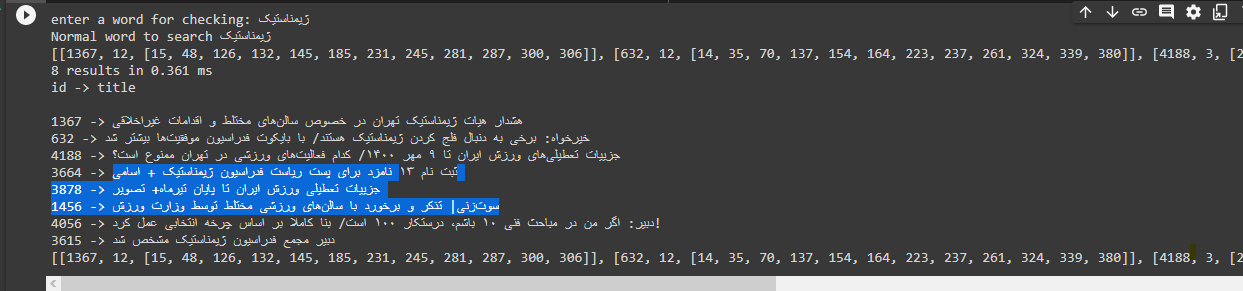 enter a word for checking: ژیمناستیک
Normal word to search ژیمناستیک
[[1367, 12, [15, 48, 126, 132, 145, 185, 231, 245, 281, 287, 300, 306]], [632, 12, [14, 35, 70, 137, 154, 164, 223, 237, 261, 324, 339, 380]], [4188, 3, [2
8 results in 0.361 ms
id -> title
1367 -> هشدار هیات ژیمناستیک تهران در خصوص سالن‌های مختلط و اقدامات غیراخلاقی
632 -> خیرخواه: برخی به دنبال فلج کردن ژیمناستیک هستند/ با بایکوت فدراسیون موفقیت‌ها بیشتر شد
4188 -> جزییات تعطیلی‌های ورزش ایران تا ۹ مهر ۱۴۰۰/ کدام فعالیت‌های ورزشی در تهران ممنوع است؟
3664 -> ثبت نام ۱۳ نامزد برای پست ریاست فدراسیون ژیمناستیک + اسامی
3878 -> جزییات تعطیلی ورزش ایران تا پایان تیرماه+ تصویر
1456 -> سوت‌زنی| تذکر و برخورد با سالن‌های ورزشی مختلط توسط وزارت ورزش
4056 -> دبیر: اگر من در مباحث فنی ۱۰ باشم، درستکار ۱۰۰ است/ بنا کاملا بر اساس چرخه انتخابی عمل کرد!
3615 -> دبیر مجمع فدراسیون ژیمناستیک مشخص شد
[[1367, 12, [15, 48, 126, 132, 145, 185, 231, 245, 281, 287, 300, 306]], [632, 12, [14, 35, 70, 137, 154, 164, 223, 237, 261, 324, 339, 380]], [4188, 3, [2